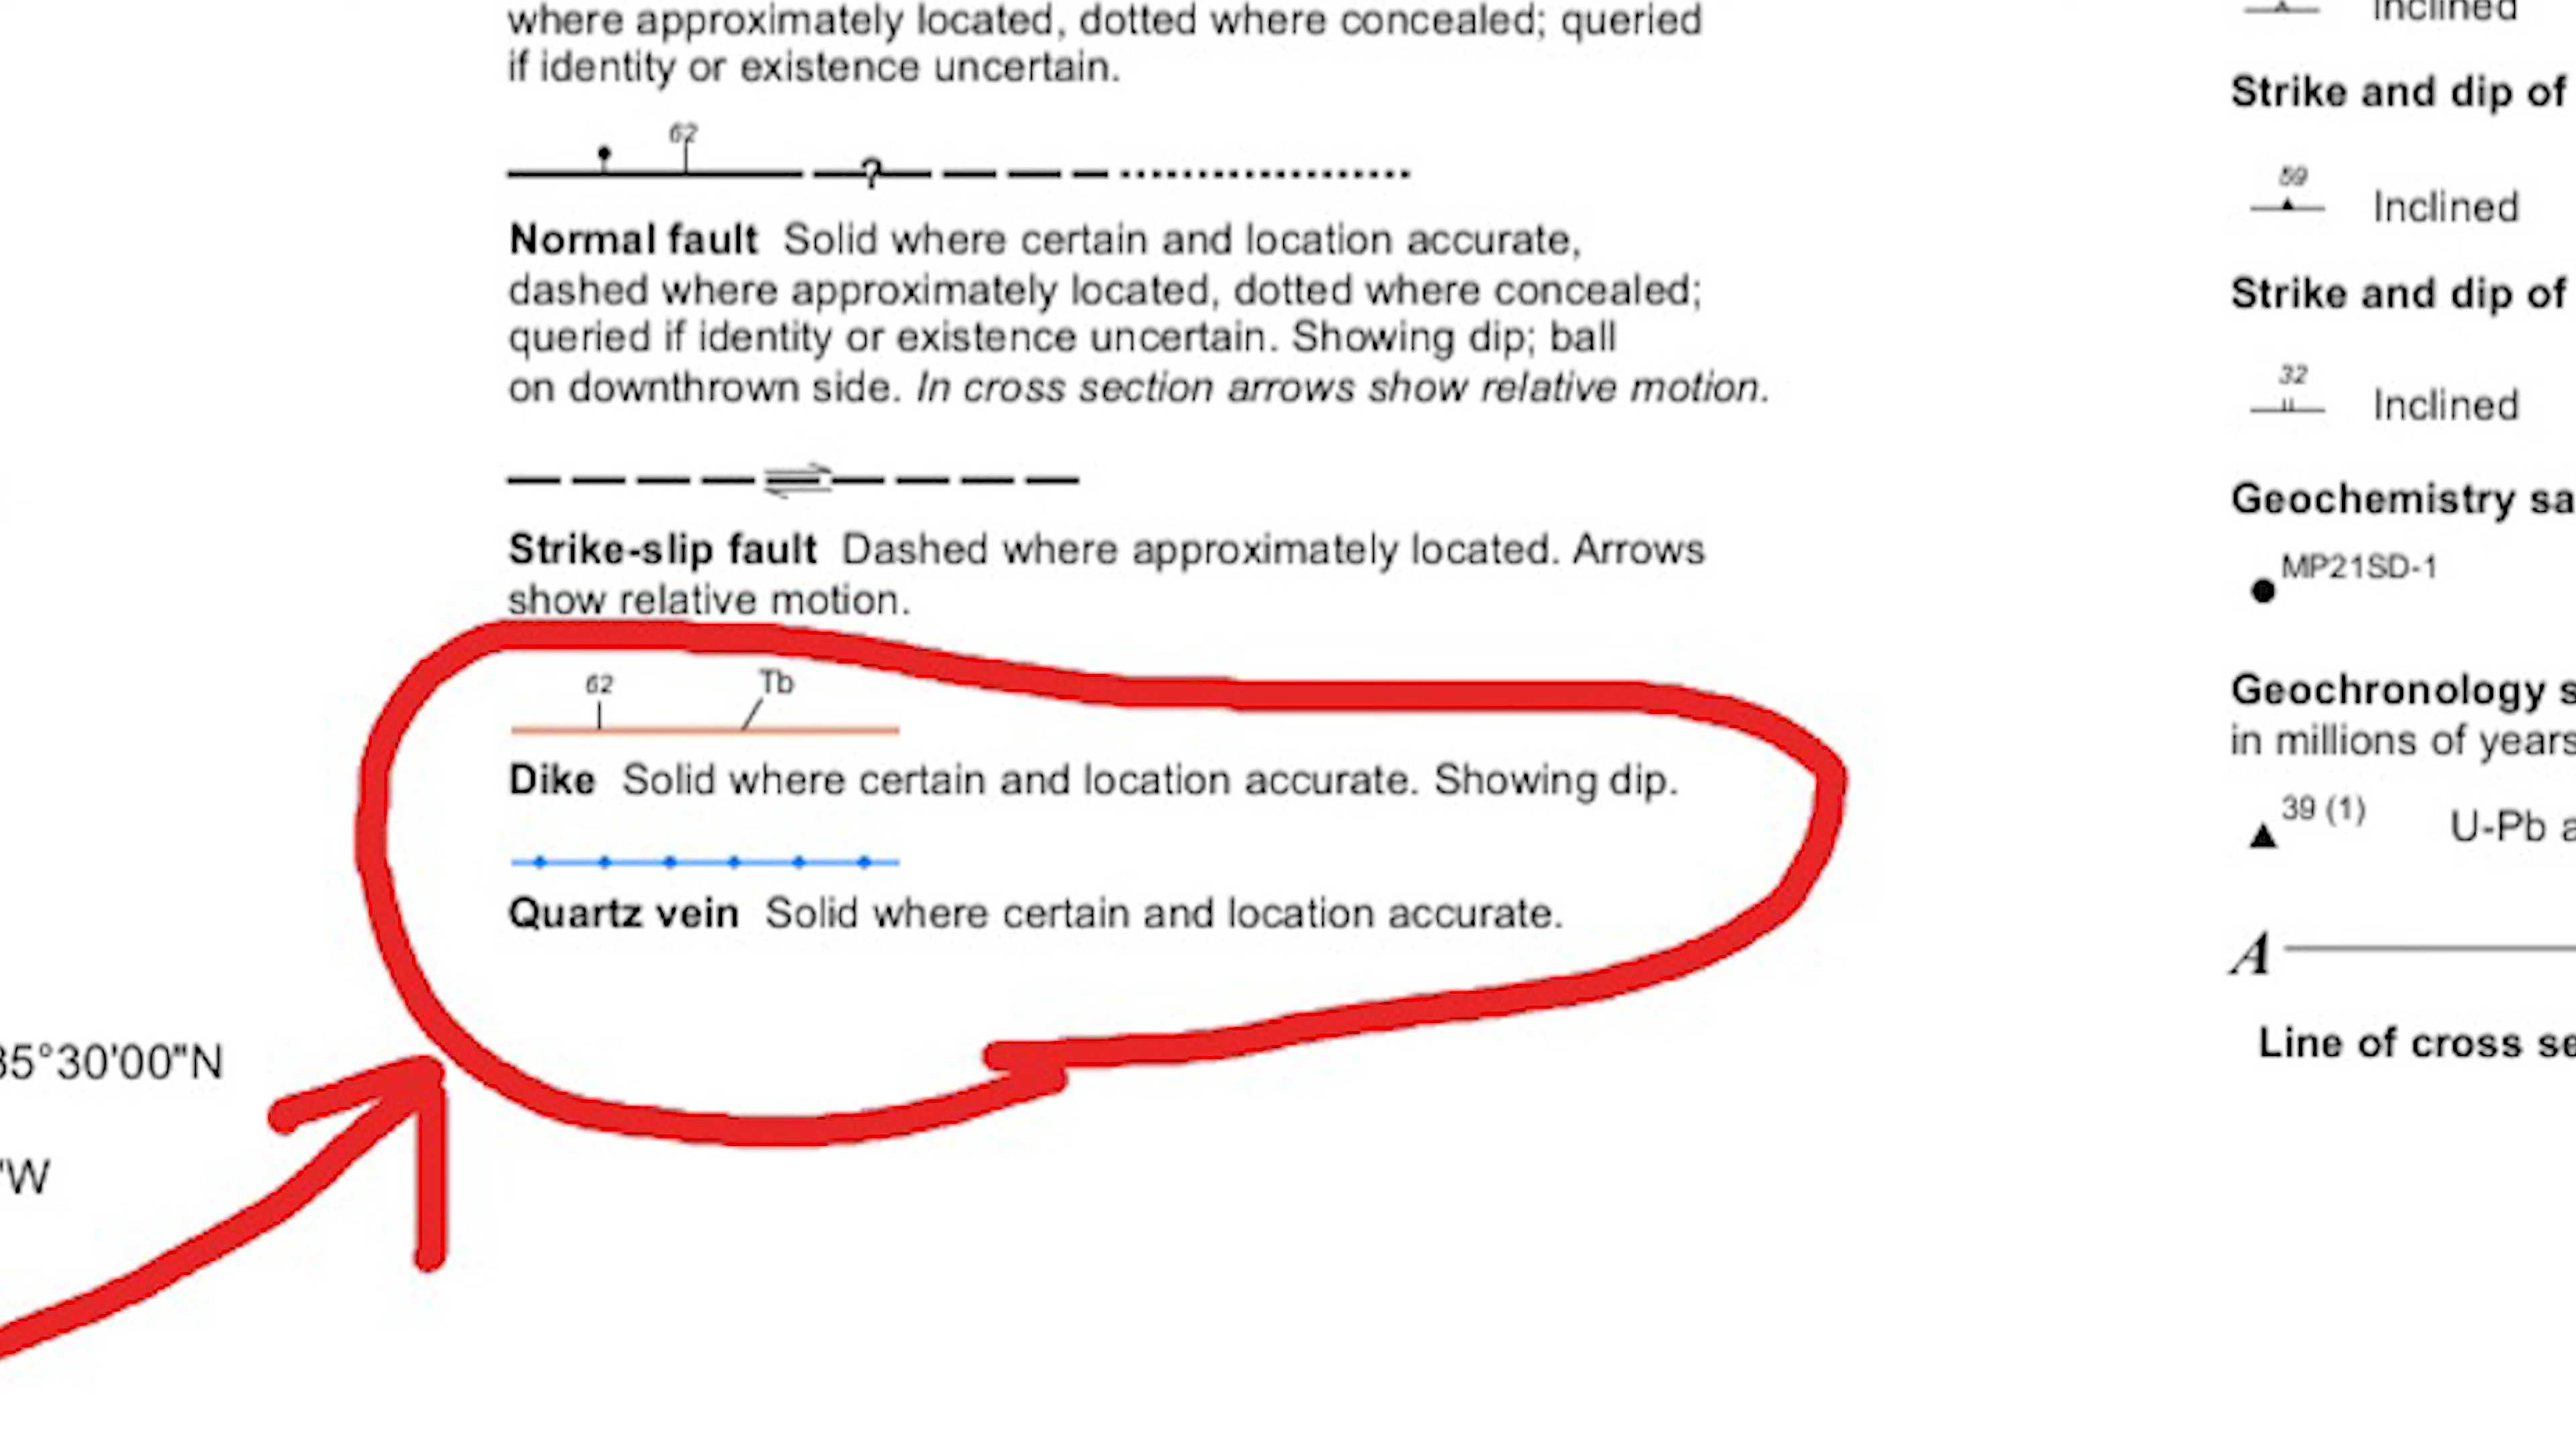 where approximately located, dotted where concealed; queried
if identity or existence uncertain.
62
?
Normal fault Solid where certain and location accurate,
dashed where approximately located, dotted where concealed;
queried if identity or existence uncertain. Showing dip; ball
on downthrown side. In cross section arrows show relative motion.
Strike-slip fault Dashed where approximately located. Arrows
show relative motion.
62 Tb
Dike Solid where certain and location accurate. Showing dip.
Quartz vein Solid where certain and location accurate.
35°30'00"N
"W
Inclined
Strike and dip of
59
Inclined
Strike and dip of
32
Inclined
Geochemistry sa
MP21SD-1
Geochronology s
in millions of years
39 (1) U-Pb a
A
Line of cross se